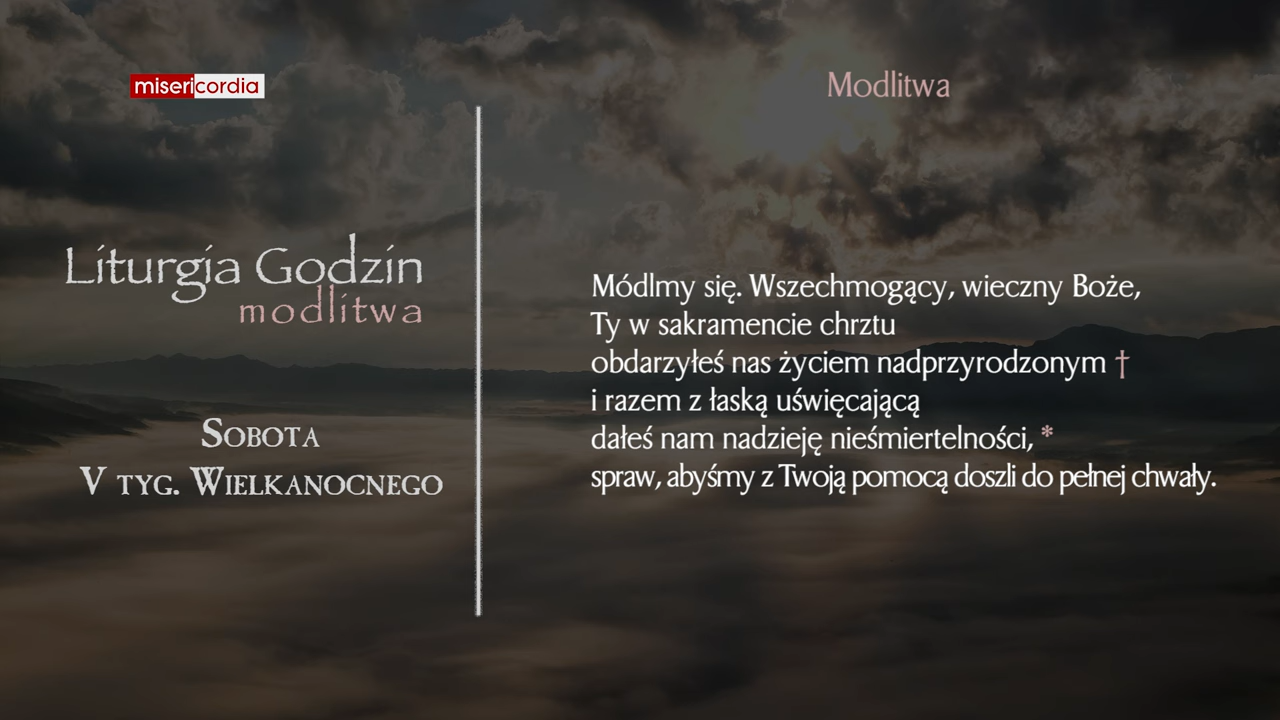 misericordia
Liturgia Godzin
modlitwa
Sobota
V tyg. Wielkanocnego
Modlitwa
Módlmy się. Wszechmogący, wieczny Boże,
Ty w sakramencie chrztu
obdarzyłeś nas życiem nadprzyrodzonym †
i razem z łaską uświęcającą
dałeś nam nadzieję nieśmiertelności, *
spraw, abyśmy z Twoją pomocą doszli do pełnej chwały.